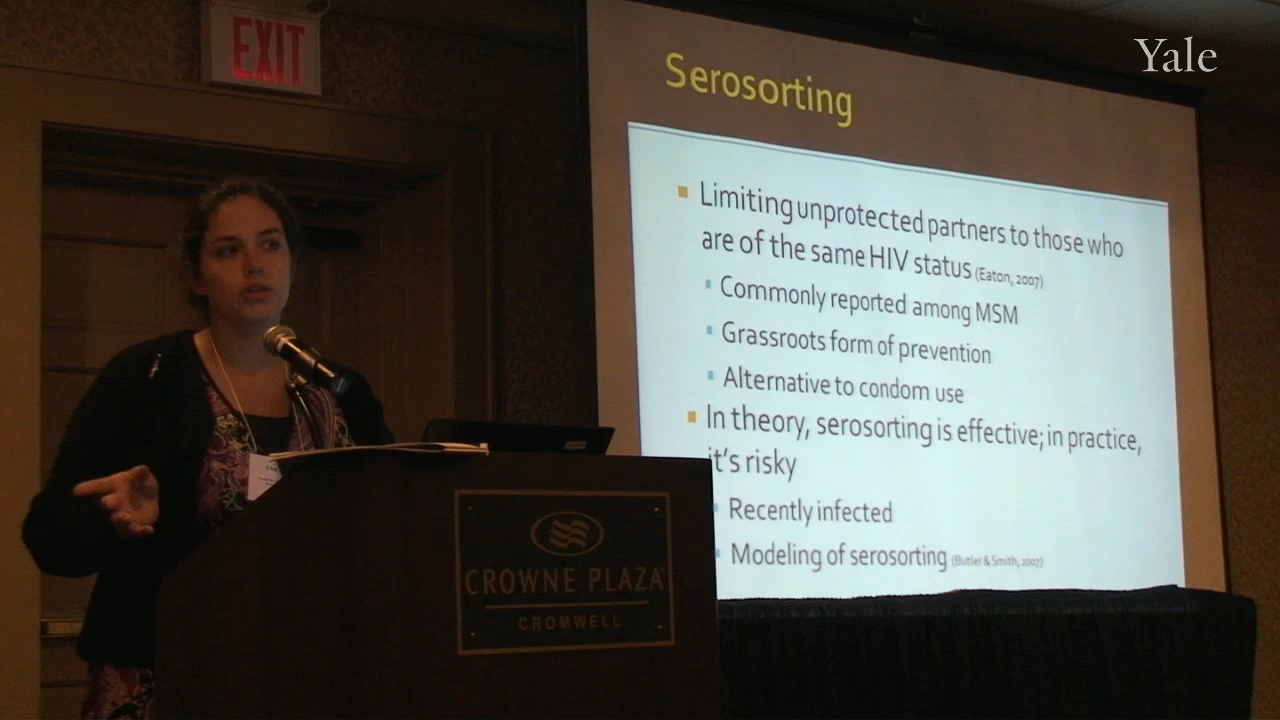 EXIT
Yale
Serosorting
Limiting unprotected partners to those who
are of the same HIV status (Eaton, 2007)
Commonly reported among MSM
Grassroots form of prevention
Alternative to condom use
In theory, serosorting is effective; in practice,
it's risky
Recently infected
Modeling of serosorting (Butler & Smith, 2007)
CROWNE PLAZA
CROMWELL